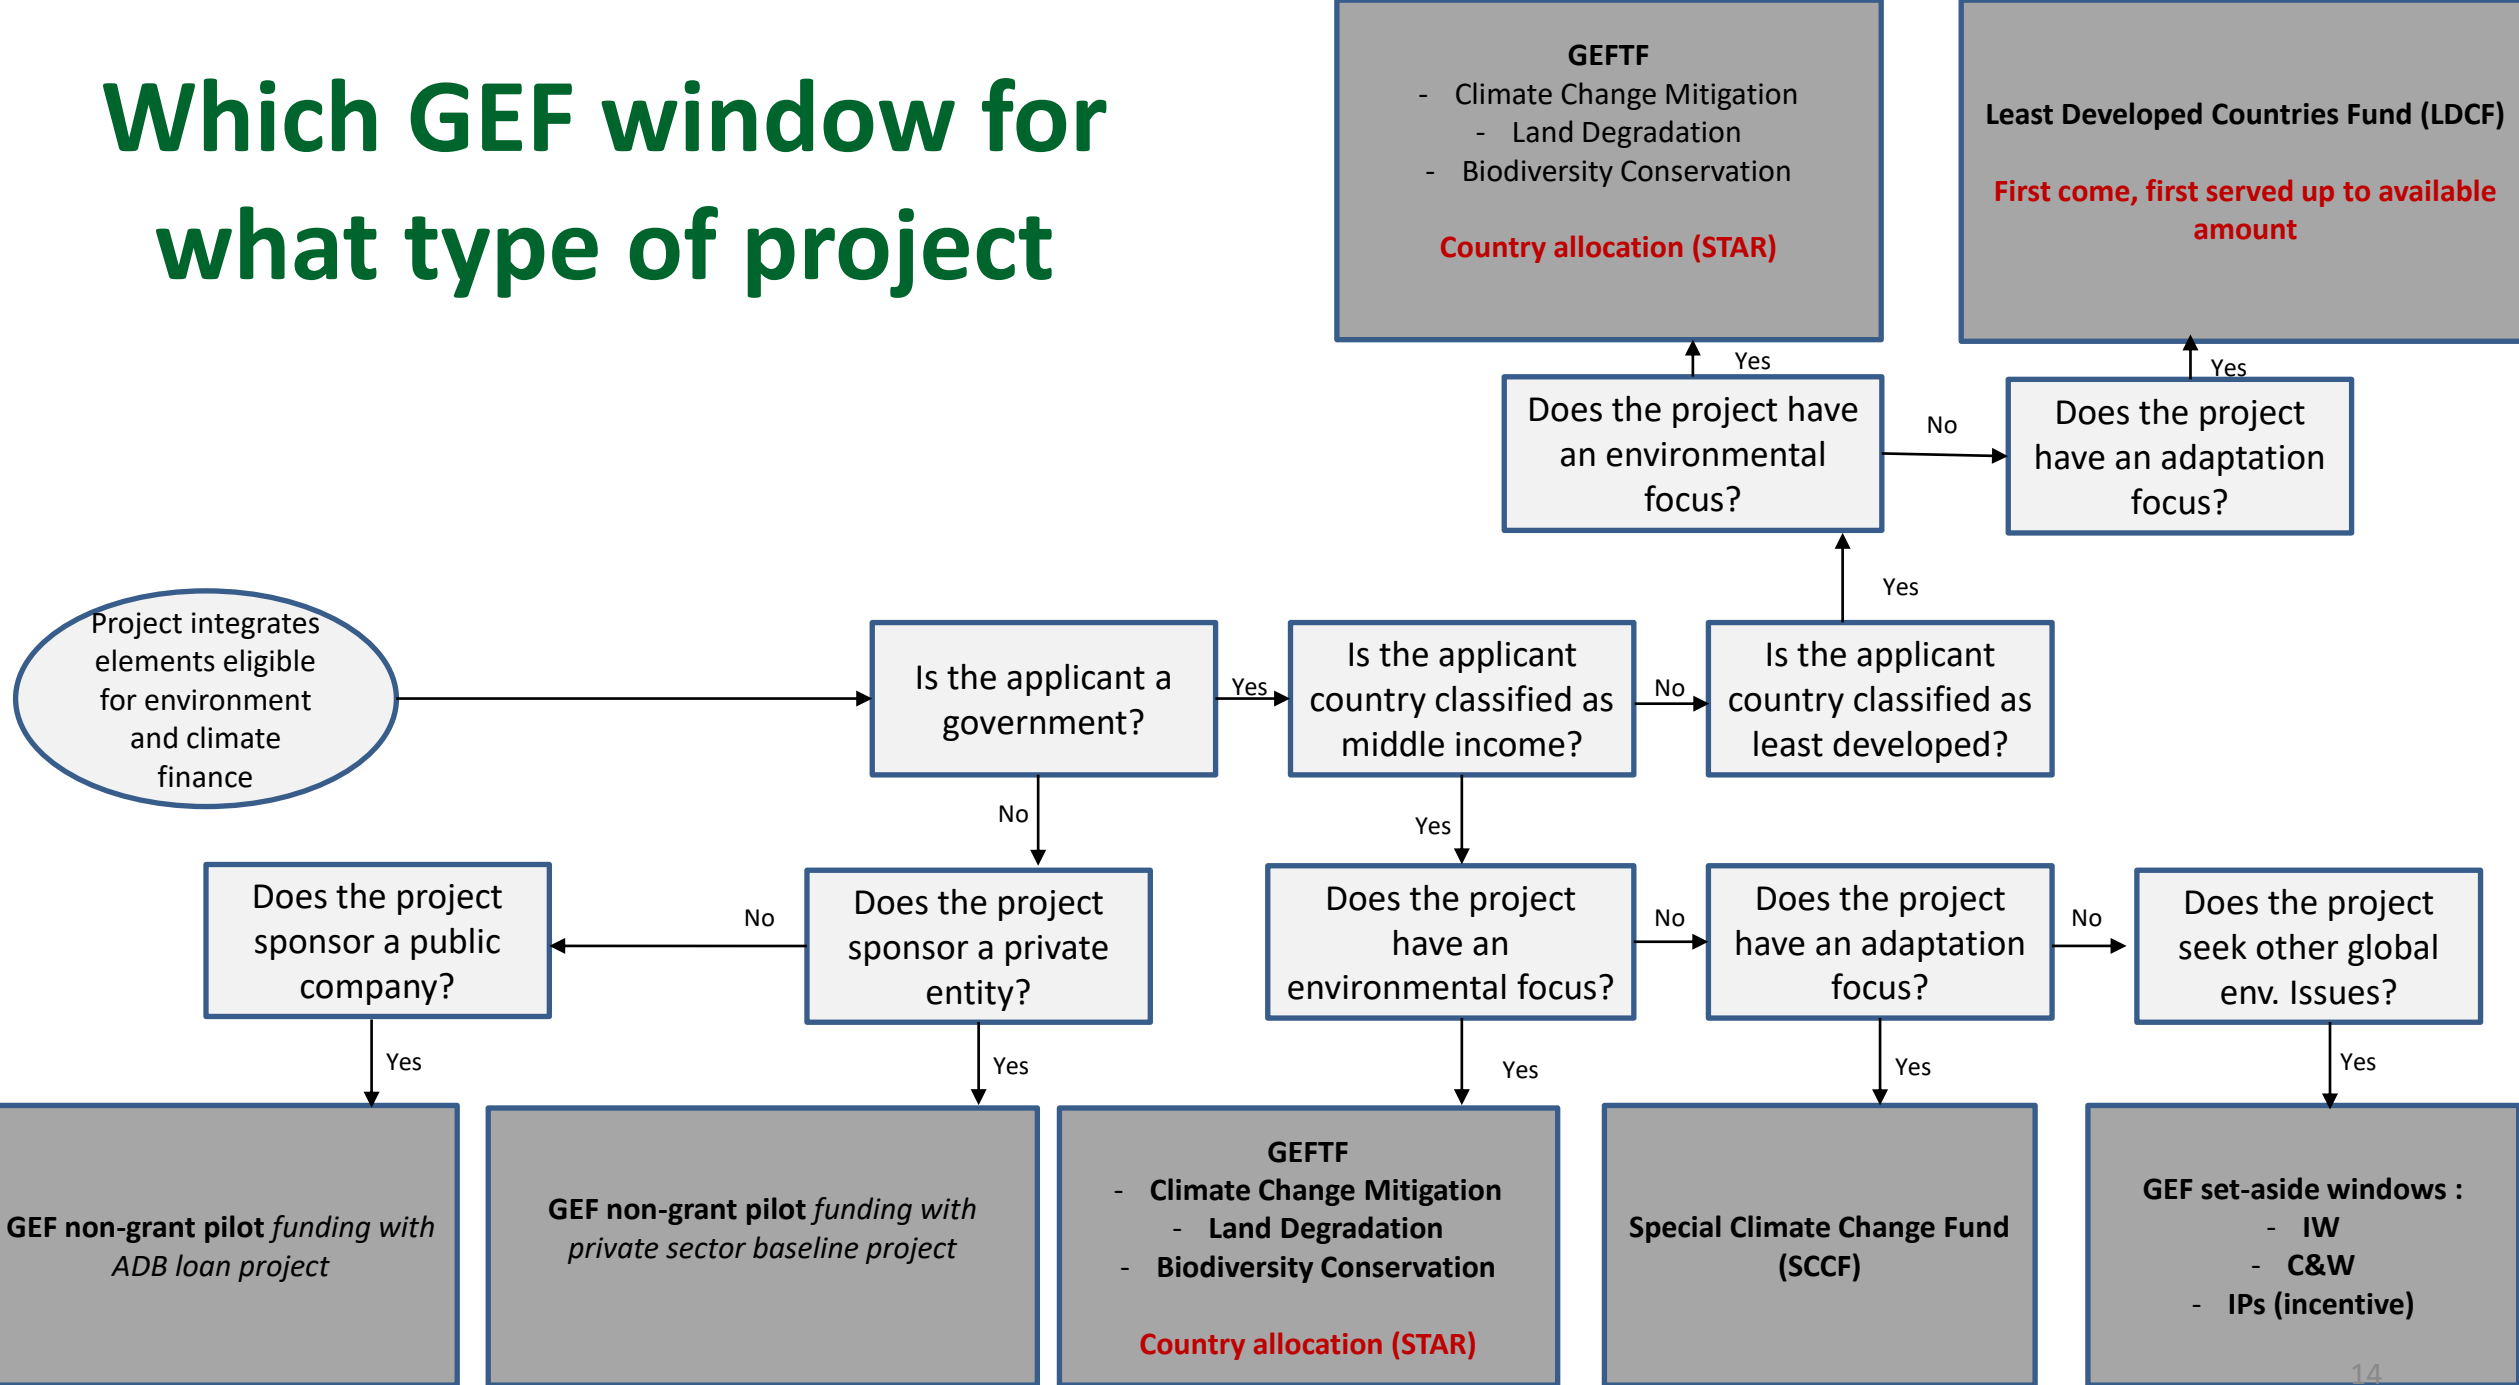 Which GEF window for
what type of project
GEFTF
- Climate Change Mitigation
- Land Degradation
- Biodiversity Conservation
Country allocation (STAR)
Least Developed Countries Fund (LDCF)
First come, first served up to available
amount
Yes
Yes
Does the project have
an environmental
focus?
No
Does the project
have an adaptation
focus?
Yes
Project integrates
elements eligible
for environment
and climate
finance
Is the applicant a
government?
Yes
Is the applicant
country classified as
middle income?
No
Is the applicant
country classified as
least developed?
No
Yes
Does the project
sponsor a public
company?
No
Does the project
sponsor a private
entity?
Does the project
have an
environmental focus?
No
Does the project
have an adaptation
focus?
No
Does the project
seek other global
env. Issues?
Yes
Yes
Yes
Yes
Yes
GEF non-grant pilot funding with
ADB loan project
GEF non-grant pilot funding with
private sector baseline project
GEFTF
- Climate Change Mitigation
- Land Degradation
- Biodiversity Conservation
Country allocation (STAR)
Special Climate Change Fund
(SCCF)
GEF set-aside windows :
- IW
- C&W
- IPs (incentive)
14